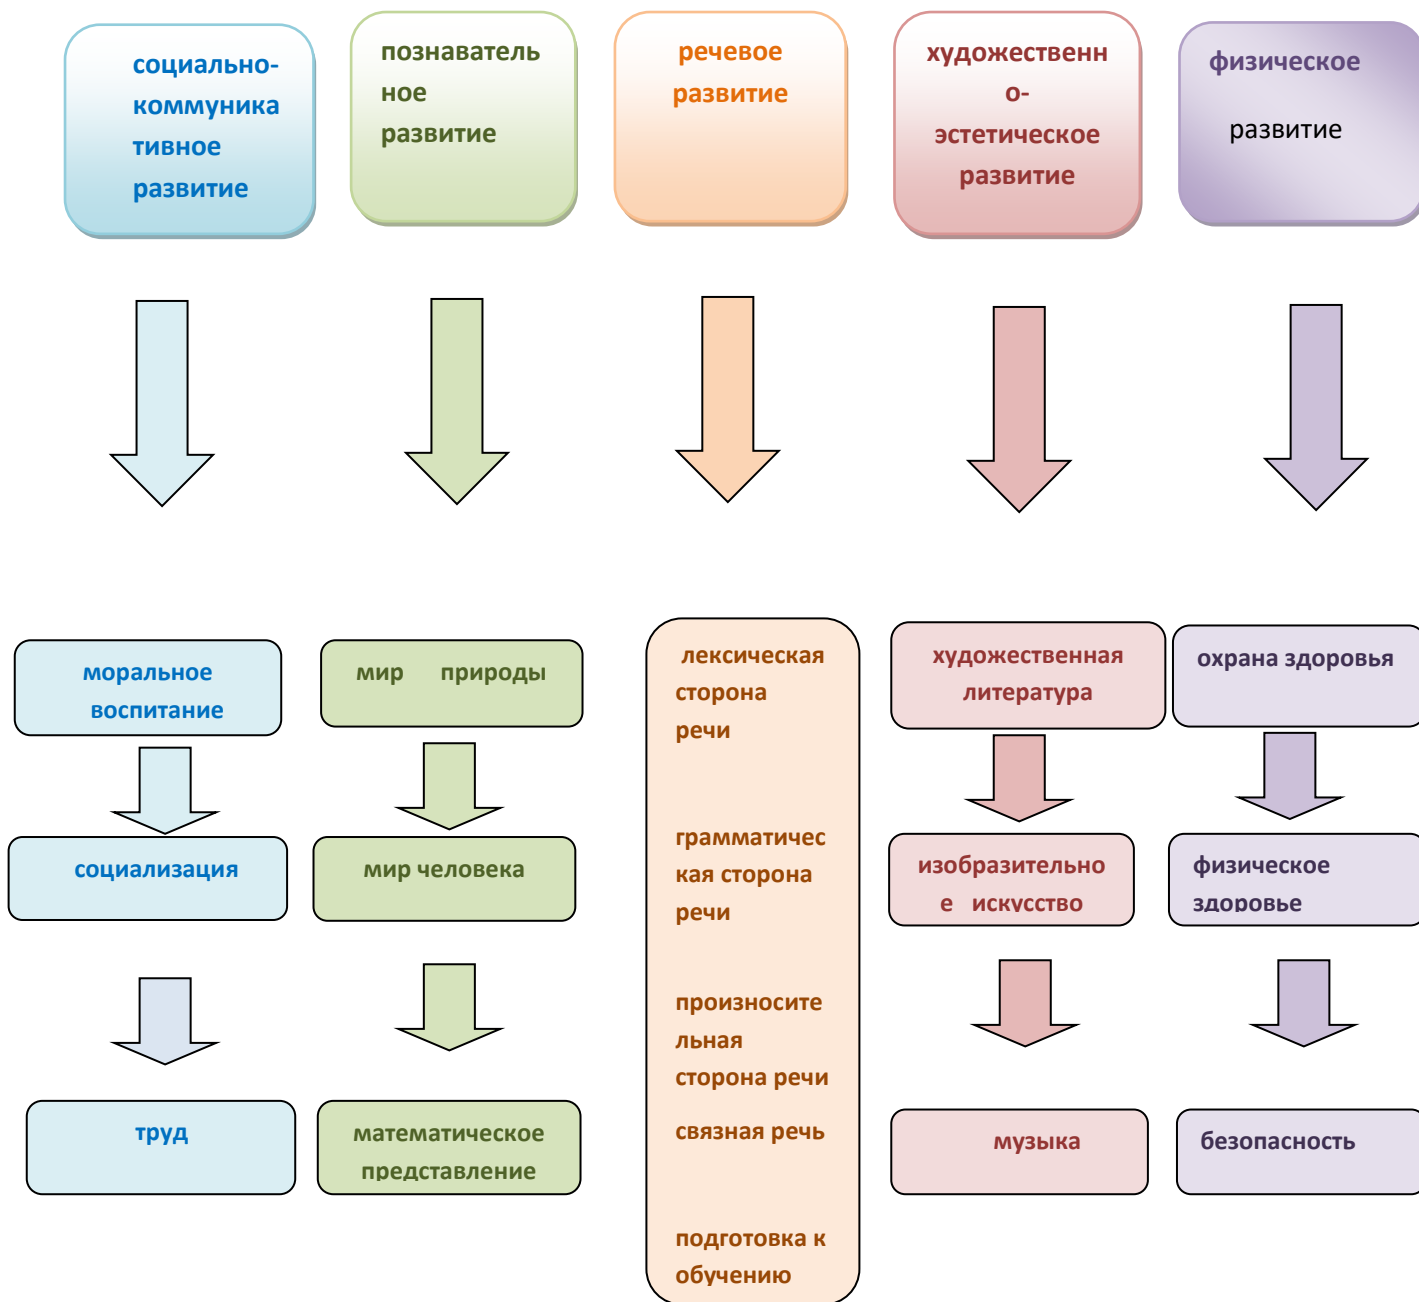 социально-
коммуника
тивное
развитие
познаватель
ное
развитие
речевое
развитие
художественн
о-
эстетическое
развитие
физическое
развитие
моральное
воспитание
мир природы
лексическая
сторона
речи
художественная
литература
охрана здоровья
социализация
мир человека
грамматичес
кая сторона
речи
изобразительно
е искусство
физическое
здоровье
произносите
льная
сторона речи
связная речь
труд
математическое
представление
музыка
безопасность
подготовка к
обучению